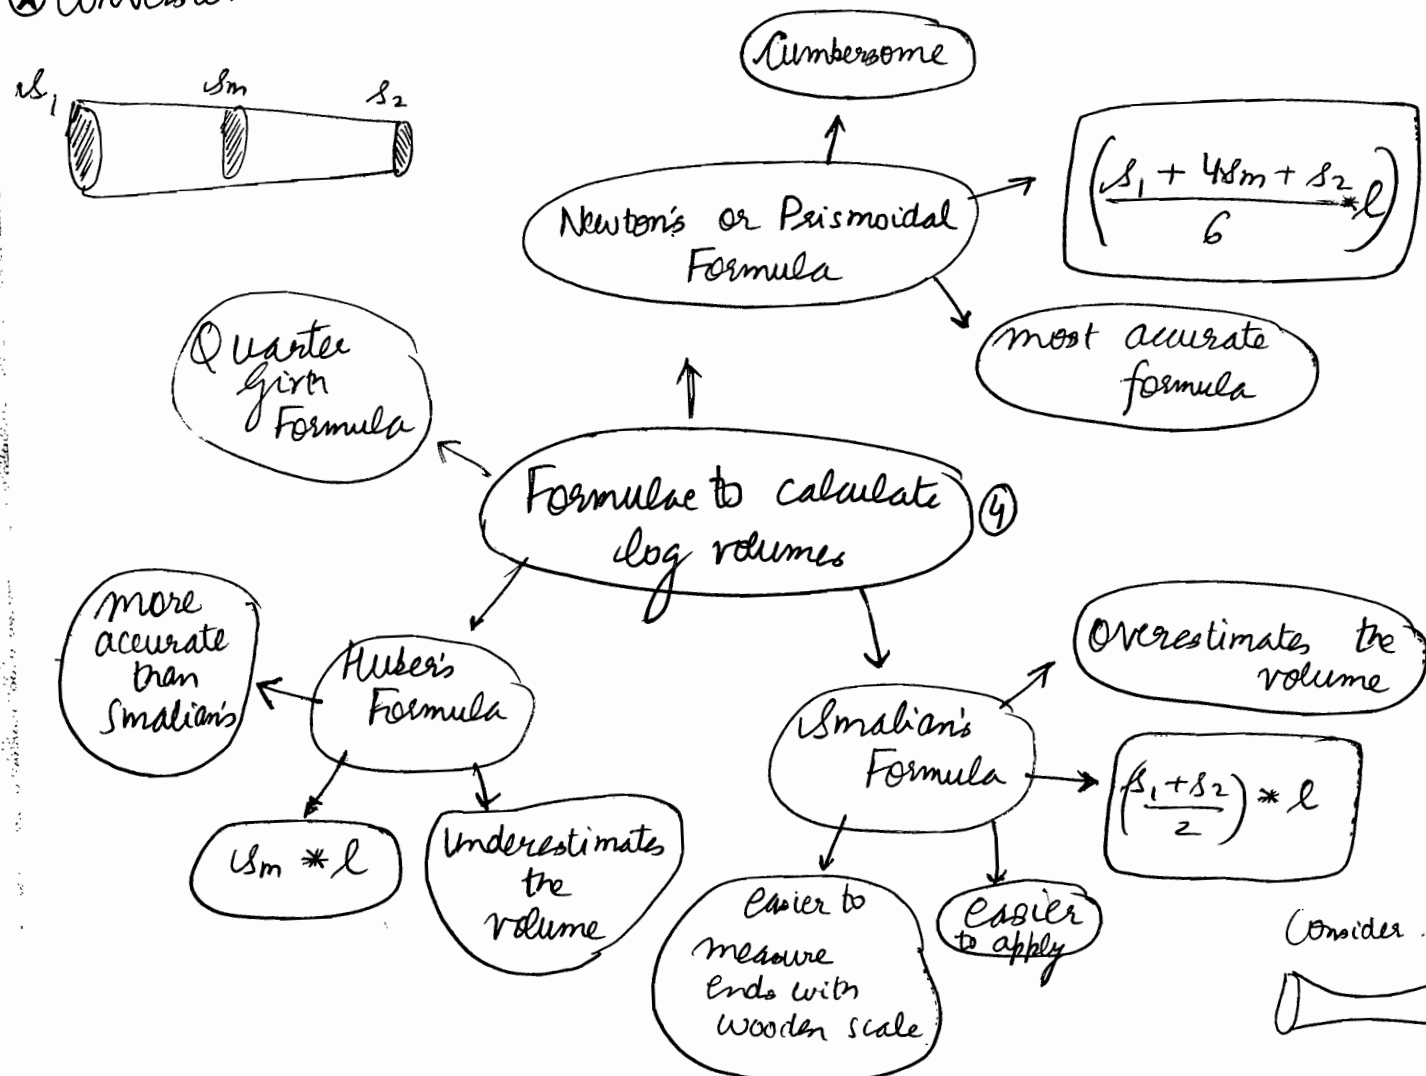 S₁ Sm S₂
Cumbersome
Newton's or Prismoidal
Formula
(S₁ + 4Sm + S₂ / 6 * l)
most accurate
formula
Quarter
Girth
Formula
Formulae to calculate
log volumes
④
more
accurate
than
Smalian's
Huber's
Formula
Sm * l
Underestimates
the
volume
Smalian's
Formula
Overestimates the
volume
(S₁ + S₂ / 2) * l
easier to
measure
ends with
wooden scale
easier
to apply
Consider